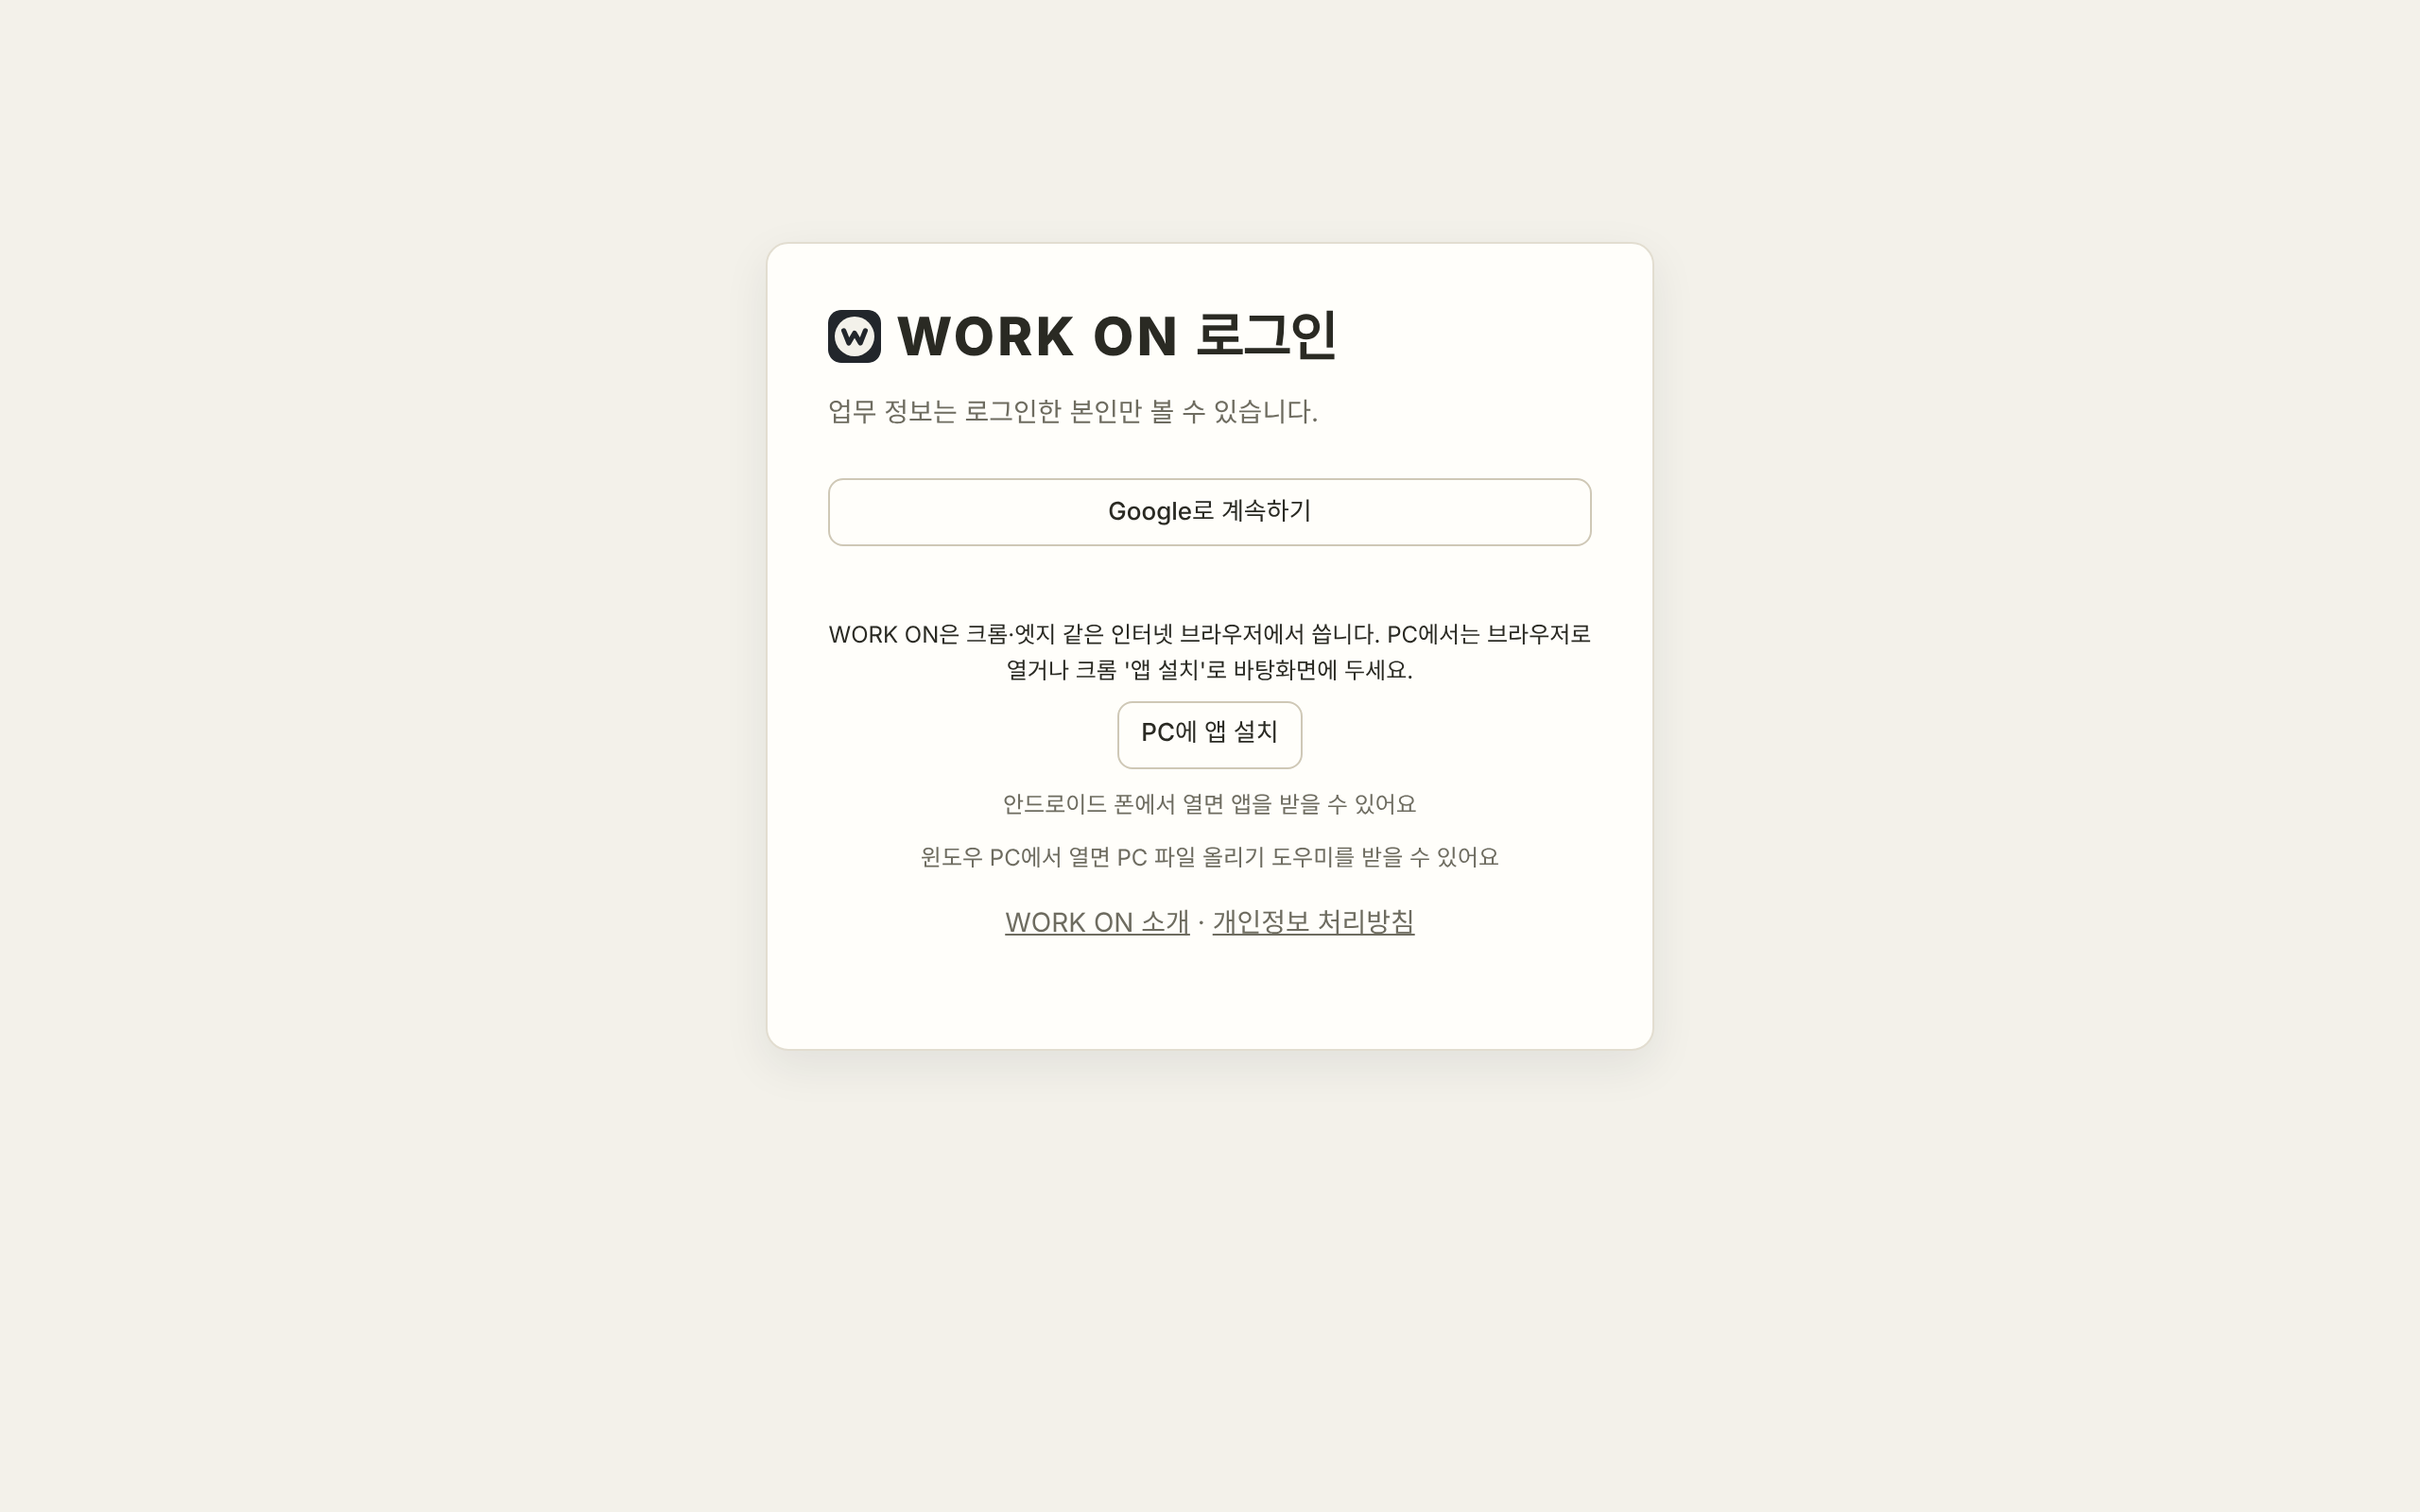 WORK ON 로그인
업무 정보는 로그인한 본인만 볼 수 있습니다.
Google로 계속하기
WORK ON은 크롬·엣지 같은 인터넷 브라우저에서 씁니다. PC에서는 브라우저로
열거나 크롬 '앱 설치'로 바탕화면에 두세요.
PC에 앱 설치
안드로이드 폰에서 열면 앱을 받을 수 있어요
윈도우 PC에서 열면 PC 파일 올리기 도우미를 받을 수 있어요
WORK ON 소개 · 개인정보 처리방침